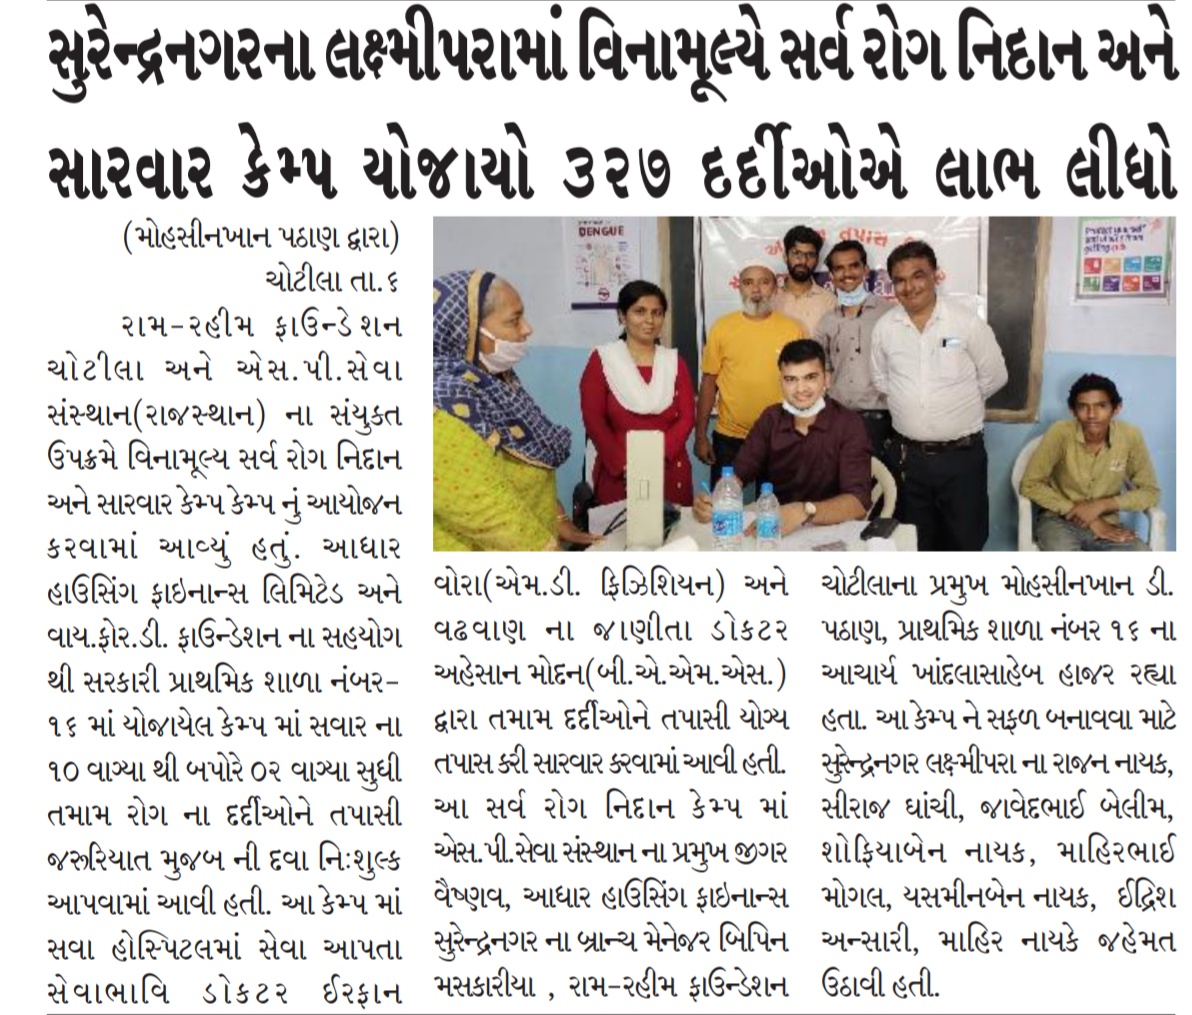 સુરેન્દ્રનગરના લક્ષ્મીપરામાં વિનામૂલ્યે સર્વ રોગ નિદાન અને
સારવાર કેમ્પ યોજાયો ૩૨૭ દર્દીઓએ લાભ લીધો
(મોહસીનખાન પઠાણ દ્વારા)
ચોટીલા તા.૬
રામ-રહીમ ફાઉન્ડેશન
ચોટીલા અને એસ.પી.સેવા
સંસ્થાન(રાજસ્થાન) ના સંયુક્ત
ઉપક્રમે વિનામૂલ્ય સર્વ રોગ નિદાન
અને સારવાર કેમ્પ કેમ્પ નું આયોજન
કરવામાં આવ્યું હતું. આધાર
હાઉસિંગ ફાઇનાન્સ લિમિટેડ અને
વાય.ફોર.ડી. ફાઉન્ડેશન ના સહયોગ
થી સરકારી પ્રાથમિક શાળા નંબર-
૧૬ માં યોજાયેલ કેમ્પ માં સવાર ના
૧૦ વાગ્યા થી બપોરે ૦૨ વાગ્યા સુધી
તમામ રોગ ના દર્દીઓને તપાસી
જરૂરિયાત મુજબ ની દવા નિઃશુલ્ક
આપવામાં આવી હતી. આ કેમ્પ માં
સવા હોસ્પિટલમાં સેવા આપતા
સેવાભાવિ ડોકટર ઈરફાન
DENGUE
તપાસ
વોરા(એમ.ડી. ફિઝિશિયન) અને
વઢવાણ ના જાણીતા ડોકટર
અહેસાન મોદન(બી.એ.એમ.એસ.)
દ્વારા તમામ દર્દીઓને તપાસી યોગ્ય
તપાસ કરી સારવાર કરવામાં આવી હતી.
આ સર્વ રોગ નિદાન કેમ્પ માં
એસ.પી.સેવા સંસ્થાન ના પ્રમુખ જીગર
વૈષ્ણવ, આધાર હાઉસિંગ ફાઇનાન્સ
સુરેન્દ્રનગર ના બ્રાન્ચ મેનેજર બિપિન
મસકારીયા , રામ-રહીમ ફાઉન્ડેશન
ચોટીલાના પ્રમુખ મોહસીનખાન ડી.
પઠાણ, પ્રાથમિક શાળા નંબર ૧૬ ના
આચાર્ય ખાંદલાસાહેબ હાજર રહ્યા
હતા. આ કેમ્પ ને સફળ બનાવવા માટે
સુરેન્દ્રનગર લક્ષ્મીપરા ના રાજન નાયક,
સીરાજ ઘાંચી, જાવેદભાઈ બેલીમ,
શોફિયાબેન નાયક, માહિરભાઈ
મોગલ, યસમીનબેન નાયક, ઈદ્રિશ
અન્સારી, માહિર નાયકે જહેમત
ઉઠાવી હતી.